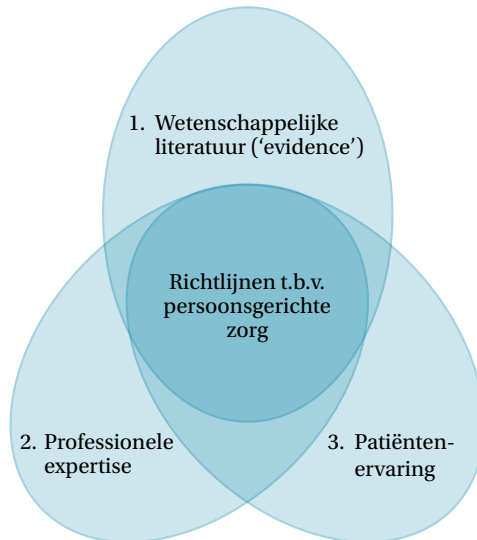 1. Wetenschappelijke
literatuur (‘evidence’)
Richtlijnen t.b.v.
persoonsgerichte
zorg
2. Professionele
expertise
3. Patiënten-
ervaring